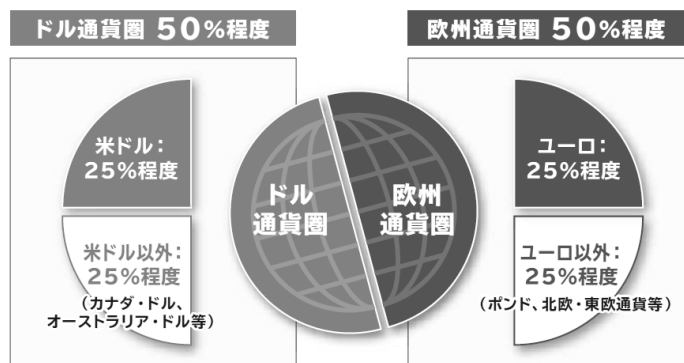 ドル通貨圏 50%程度
米ドル：
25%程度
米ドル以外：
25%程度
（カナダ・ドル、
オーストラリア・ドル等）
ドル
通貨圏
欧州
通貨圏
欧州通貨圏 50%程度
ユーロ：
25%程度
ユーロ以外：
25%程度
（ポンド、北欧・東欧通貨等）